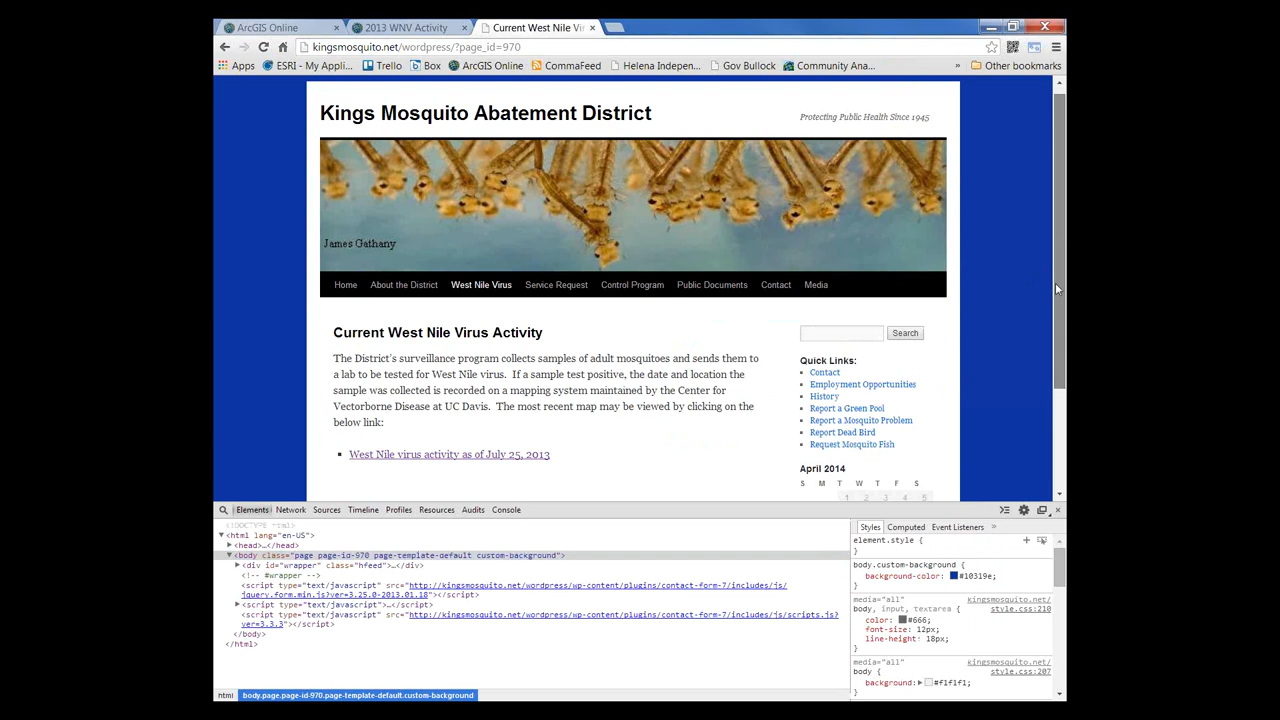 ArcGIS Online
2013 WNV Activity
Current West Nile Vir
kingsmosquito.net/wordpress/?page_id=970
Apps
ESRI - My Appli...
Trello
Box
ArcGIS Online
CommaFeed
Helena Indepen...
Gov Bullock
Community Ana...
»
Other bookmarks
Kings Mosquito Abatement District
Protecting Public Health Since 1945
James Gathany
Home About the District West Nile Virus Service Request Control Program Public Documents Contact Media
Current West Nile Virus Activity
The District's surveillance program collects samples of adult mosquitoes and sends them to
a lab to be tested for West Nile virus. If a sample test positive, the date and location the
sample was collected is recorded on a mapping system maintained by the Center for
Vectorborne Disease at UC Davis. The most recent map may be viewed by clicking on the
below link:
West Nile virus activity as of July 25, 2013
Search
Quick Links:
Contact
Employment Opportunities
History
Report a Green Pool
Report a Mosquito Problem
Report Dead Bird
Request Mosquito Fish
April 2014
S M T W T F S
1 2 3 4 5
Elements Network Sources Timeline Profiles Resources Audits Console
<!DOCTYPE html>
<html lang="en-US">
<head>…</head>
<body class="page page-id-970 page-template-default custom-background">
<div id="wrapper" class="hfeed">…</div>
<!-- #wrapper -->
<script type="text/javascript" src="http://kingsmosquito.net/wordpress/wp-content/plugins/contact-form-7/includes/js/
jquery.form.min.js?ver=3.25.0-2013.01.18"></script>
<script type="text/javascript">…</script>
<script type="text/javascript" src="http://kingsmosquito.net/wordpress/wp-content/plugins/contact-form-7/includes/js/scripts.js?
ver=3.3.3"></script>
</body>
</html>
html body.page.page-id-970.page-template-default.custom-background
Styles Computed Event Listeners »
element.style {
}
body.custom-background {
background-color: #10319e;
}
media="all" kingsmosquito.net/
body, input, textarea { style.css:210
color: #666;
font-size: 12px;
line-height: 18px;
}
media="all" kingsmosquito.net/
body { style.css:207
background: #f1f1f1;
}